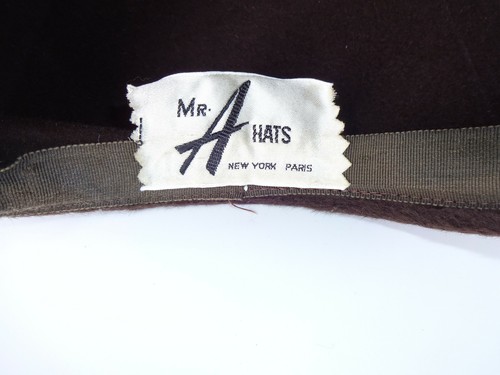 MR. A HATS
NEW YORK PARIS